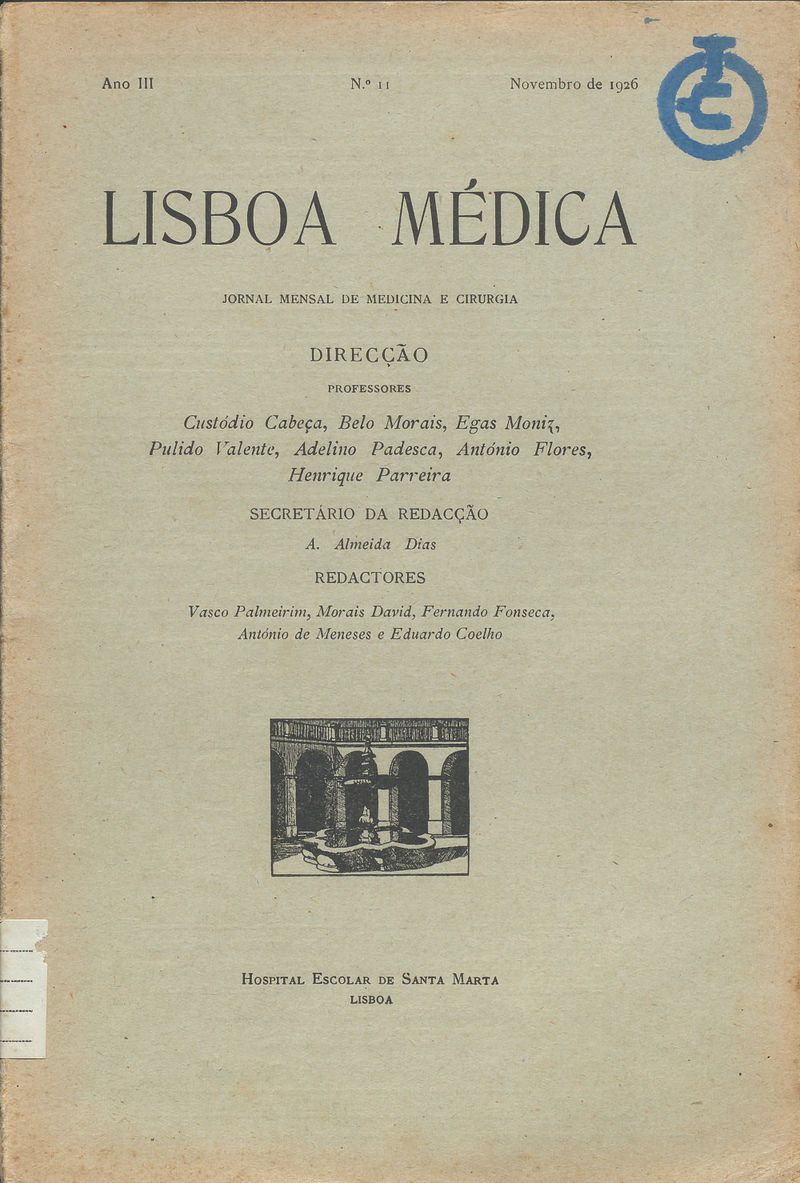 Ano III N.º 11 Novembro de 1926
LISBOA MÉDICA
JORNAL MENSAL DE MEDICINA E CIRURGIA
DIRECÇÃO
PROFESSORES
Custódio Cabeça, Belo Morais, Egas Moniz,
Pulido Valente, Adelino Padesca, António Flores,
Henrique Parreira
SECRETÁRIO DA REDACÇÃO
A. Almeida Dias
REDACTORES
Vasco Palmeirim, Morais David, Fernando Fonseca,
António de Meneses e Eduardo Coelho
HOSPITAL ESCOLAR DE SANTA MARTA
LISBOA